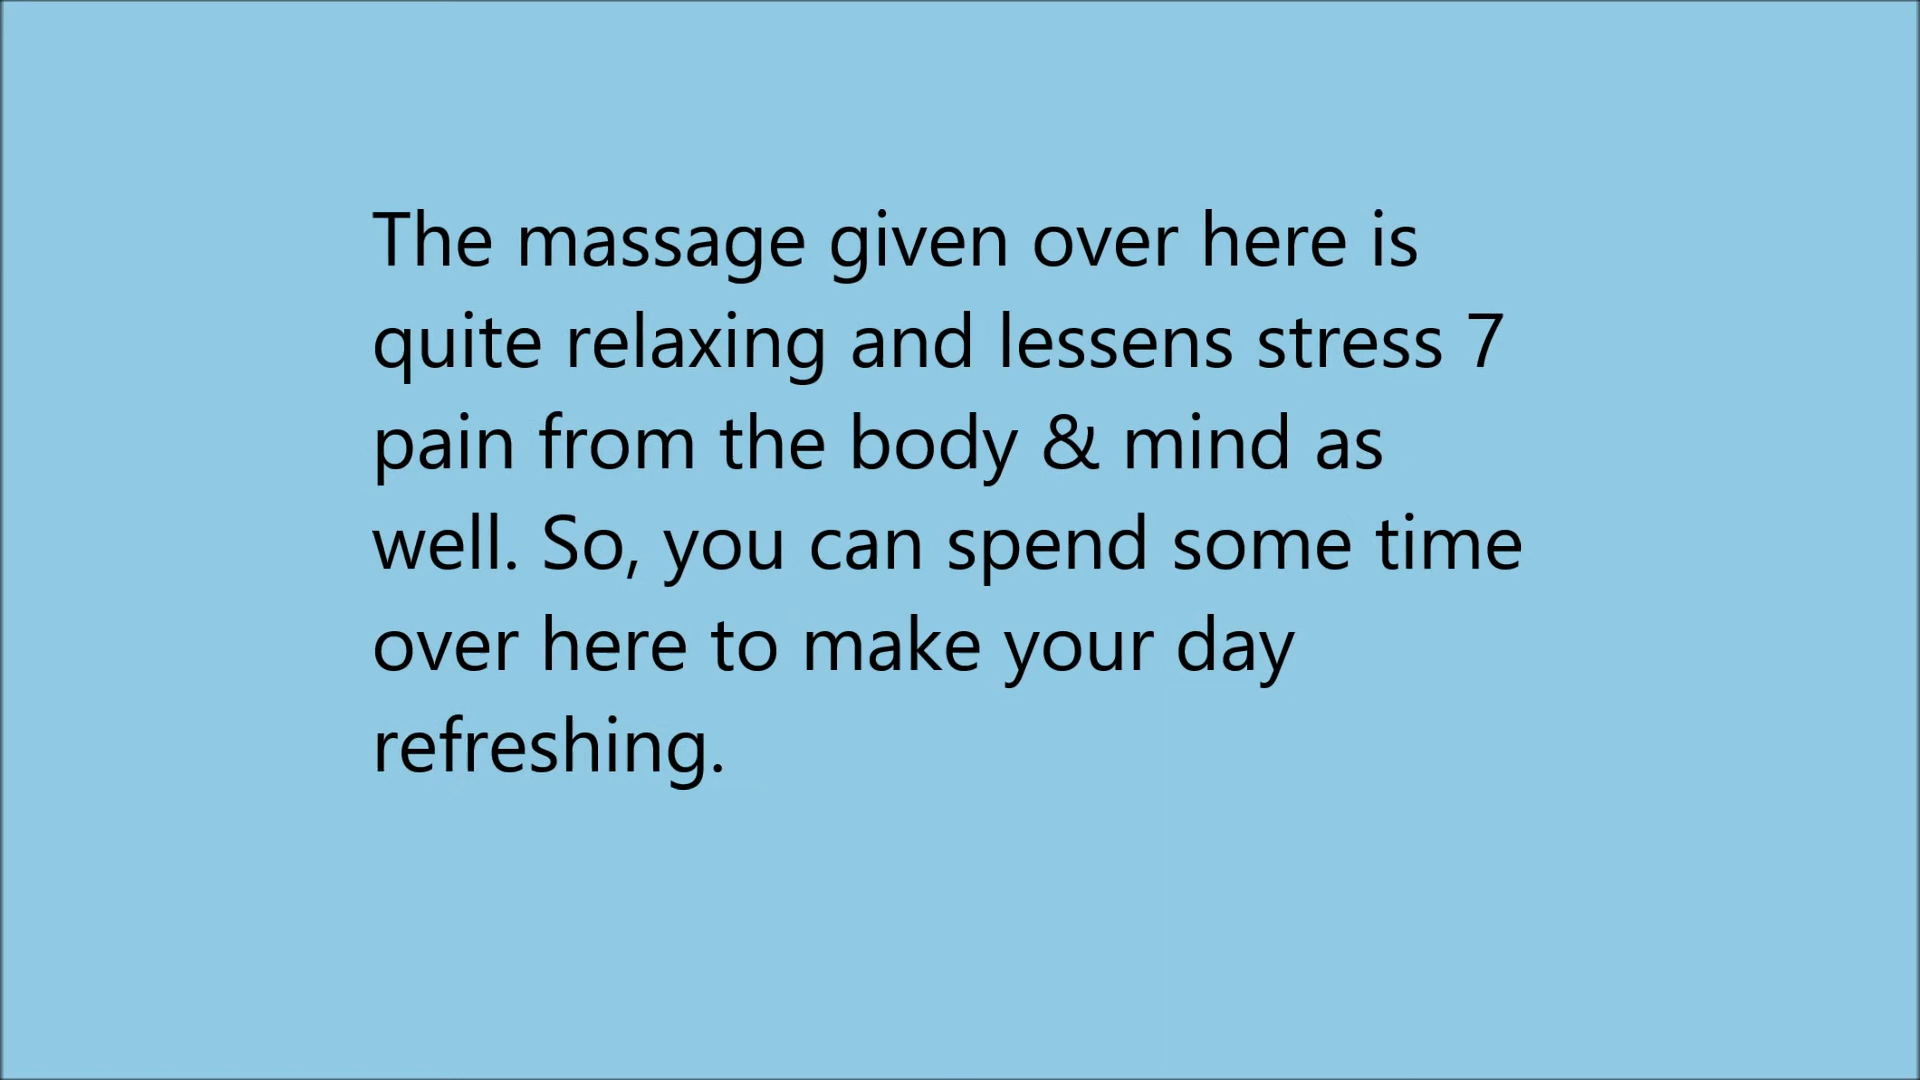 The massage given over here is
quite relaxing and lessens stress 7
pain from the body & mind as
well. So, you can spend some time
over here to make your day
refreshing.